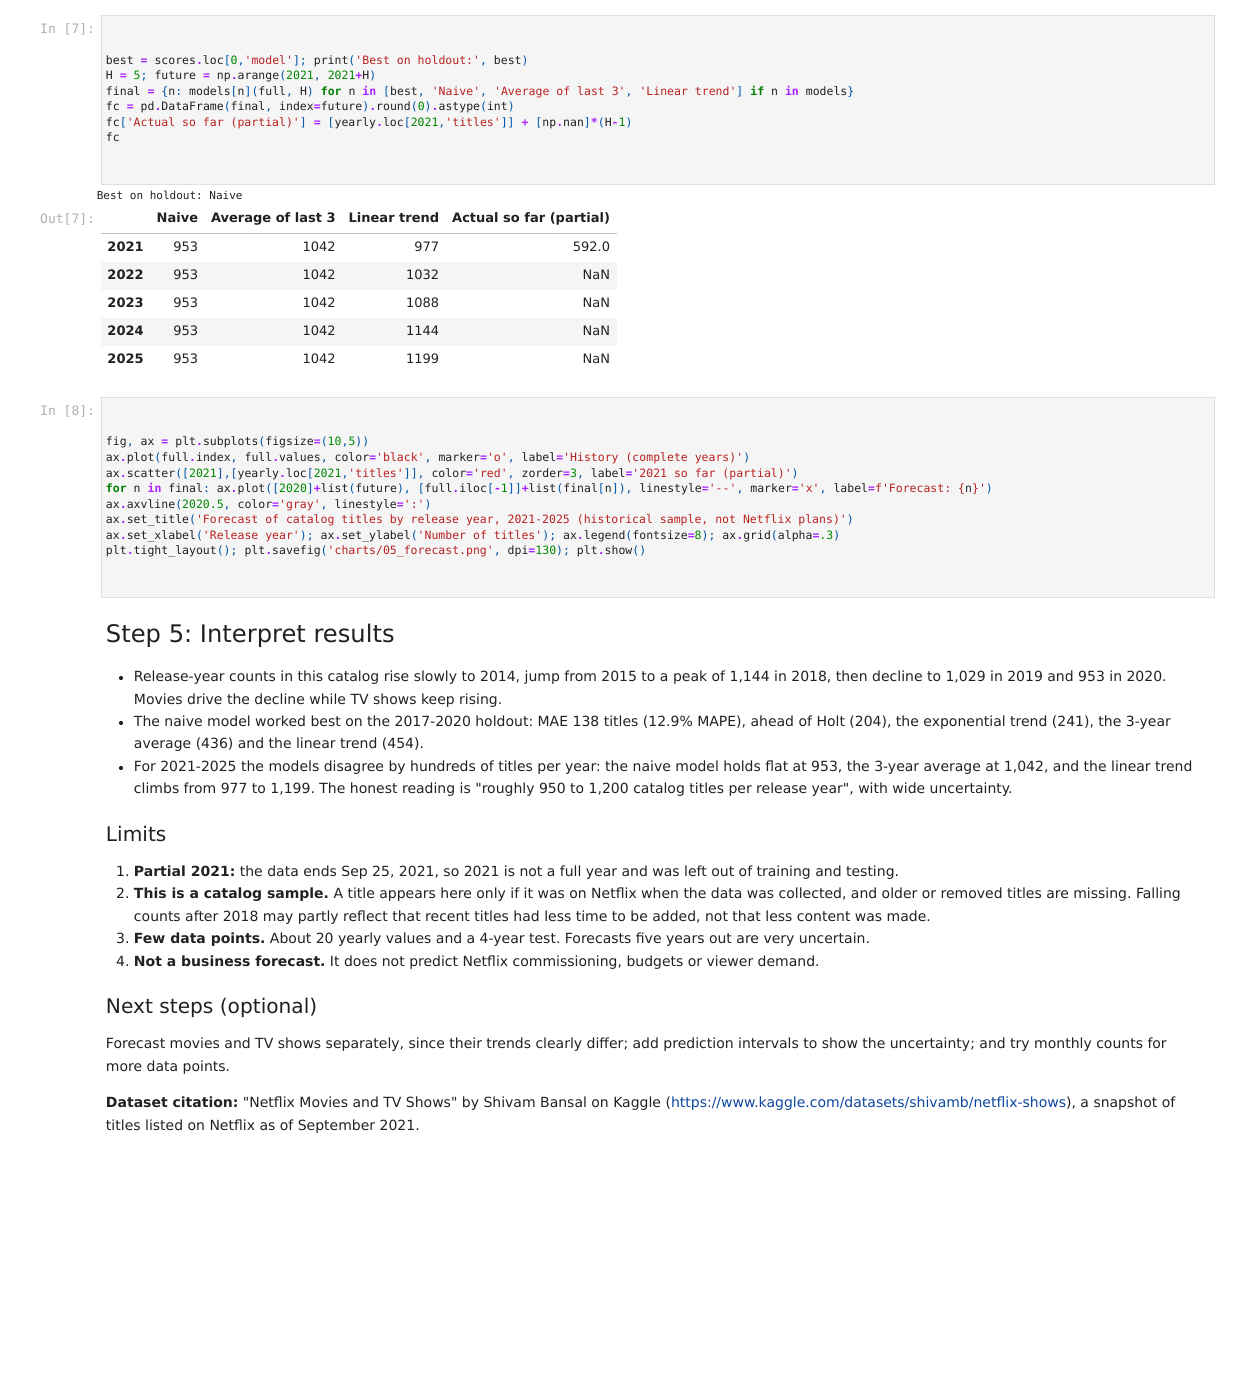 In [7]:
best = scores.loc[0,'model']; print('Best on holdout:', best)
H = 5; future = np.arange(2021, 2021+H)
final = {n: models[n](full, H) for n in [best, 'Naive', 'Average of last 3', 'Linear trend'] if n in models}
fc = pd.DataFrame(final, index=future).round(0).astype(int)
fc['Actual so far (partial)'] = [yearly.loc[2021,'titles']] + [np.nan]*(H-1)
fc
Best on holdout: Naive
Out[7]:
Naive Average of last 3 Linear trend Actual so far (partial)
2021 953 1042 977 592.0
2022 953 1042 1032 NaN
2023 953 1042 1088 NaN
2024 953 1042 1144 NaN
2025 953 1042 1199 NaN
In [8]:
fig, ax = plt.subplots(figsize=(10,5))
ax.plot(full.index, full.values, color='black', marker='o', label='History (complete years)')
ax.scatter([2021],[yearly.loc[2021,'titles']], color='red', zorder=3, label='2021 so far (partial)')
for n in final: ax.plot([2020]+list(future), [full.iloc[-1]]+list(final[n]), linestyle='--', marker='x', label=f'Forecast: {n}')
ax.axvline(2020.5, color='gray', linestyle=':')
ax.set_title('Forecast of catalog titles by release year, 2021-2025 (historical sample, not Netflix plans)')
ax.set_xlabel('Release year'); ax.set_ylabel('Number of titles'); ax.legend(fontsize=8); ax.grid(alpha=.3)
plt.tight_layout(); plt.savefig('charts/05_forecast.png', dpi=130); plt.show()
Step 5: Interpret results
• Release-year counts in this catalog rise slowly to 2014, jump from 2015 to a peak of 1,144 in 2018, then decline to 1,029 in 2019 and 953 in 2020.
Movies drive the decline while TV shows keep rising.
• The naive model worked best on the 2017-2020 holdout: MAE 138 titles (12.9% MAPE), ahead of Holt (204), the exponential trend (241), the 3-year
average (436) and the linear trend (454).
• For 2021-2025 the models disagree by hundreds of titles per year: the naive model holds flat at 953, the 3-year average at 1,042, and the linear trend
climbs from 977 to 1,199. The honest reading is "roughly 950 to 1,200 catalog titles per release year", with wide uncertainty.
Limits
1. Partial 2021: the data ends Sep 25, 2021, so 2021 is not a full year and was left out of training and testing.
2. This is a catalog sample. A title appears here only if it was on Netflix when the data was collected, and older or removed titles are missing. Falling
counts after 2018 may partly reflect that recent titles had less time to be added, not that less content was made.
3. Few data points. About 20 yearly values and a 4-year test. Forecasts five years out are very uncertain.
4. Not a business forecast. It does not predict Netflix commissioning, budgets or viewer demand.
Next steps (optional)
Forecast movies and TV shows separately, since their trends clearly differ; add prediction intervals to show the uncertainty; and try monthly counts for
more data points.
Dataset citation: "Netflix Movies and TV Shows" by Shivam Bansal on Kaggle (https://www.kaggle.com/datasets/shivamb/netflix-shows), a snapshot of
titles listed on Netflix as of September 2021.